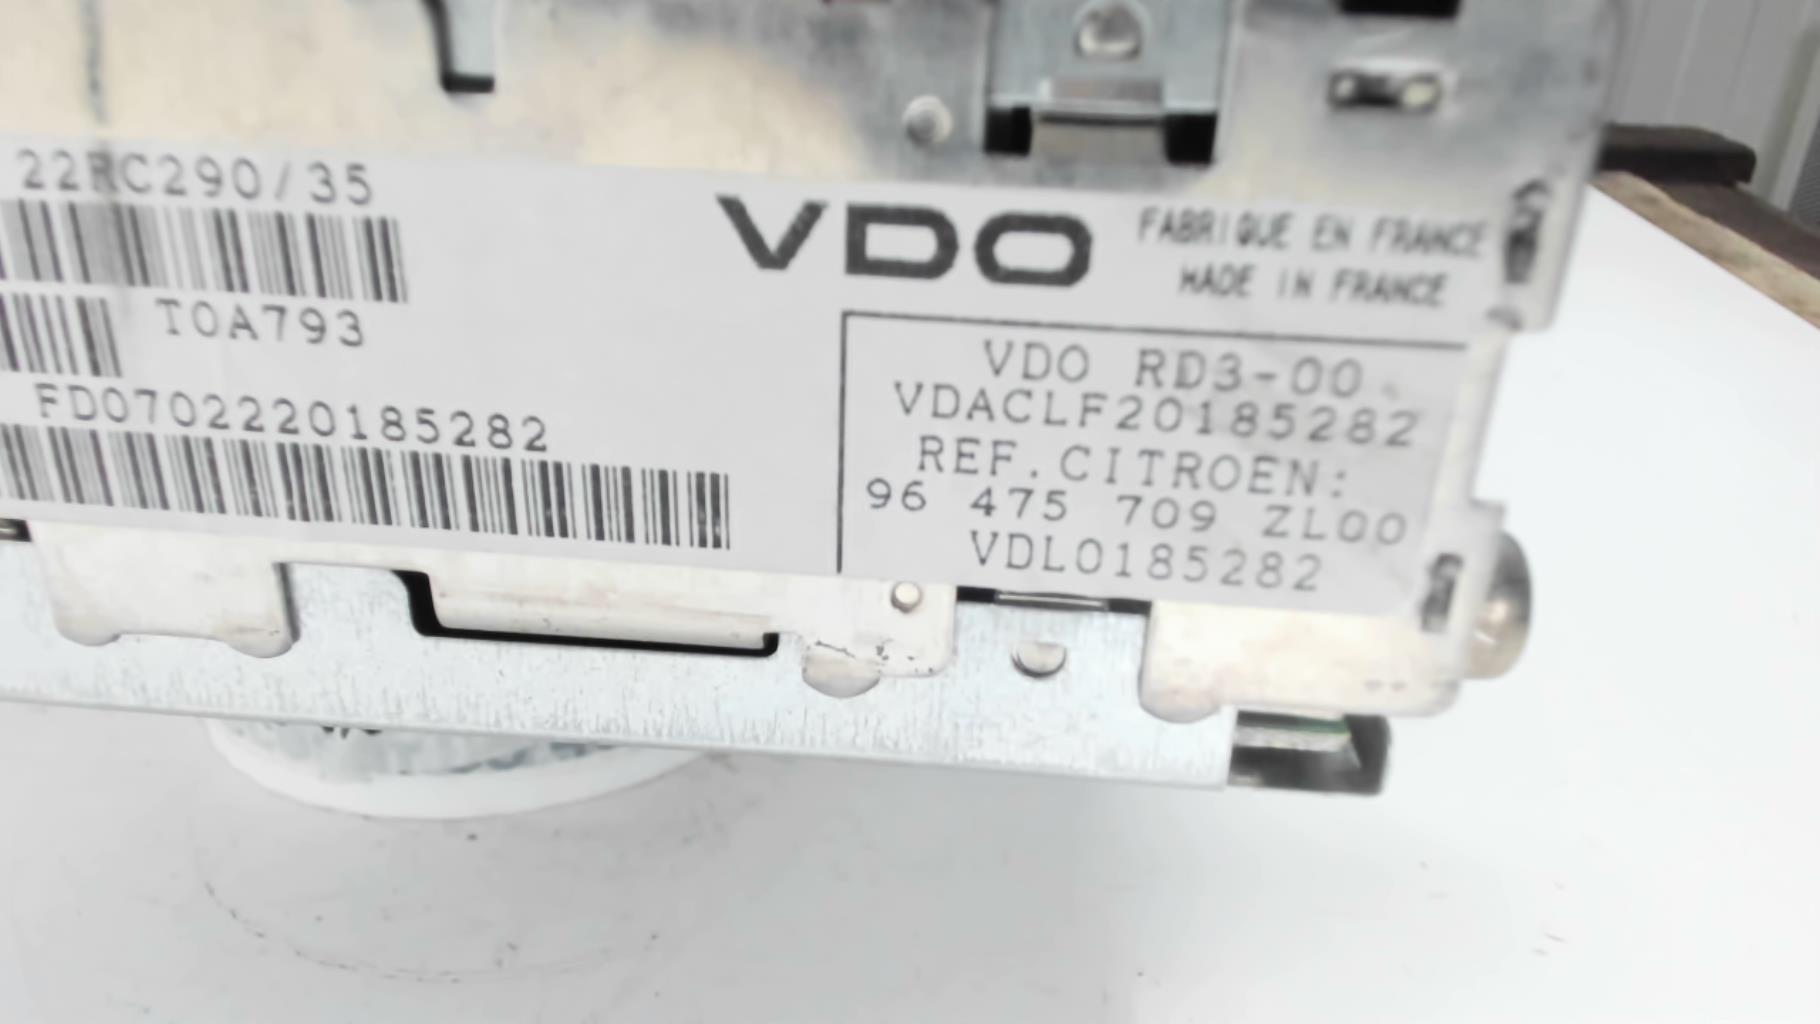 22RC290/35
T0A793
FD0702220185282
VDO
FABRIQUE EN FRANCE
MADE IN FRANCE
VDO RD3-00
VDACLF20185282
REF.CITROEN:
96 475 709 ZL00
VDL0185282